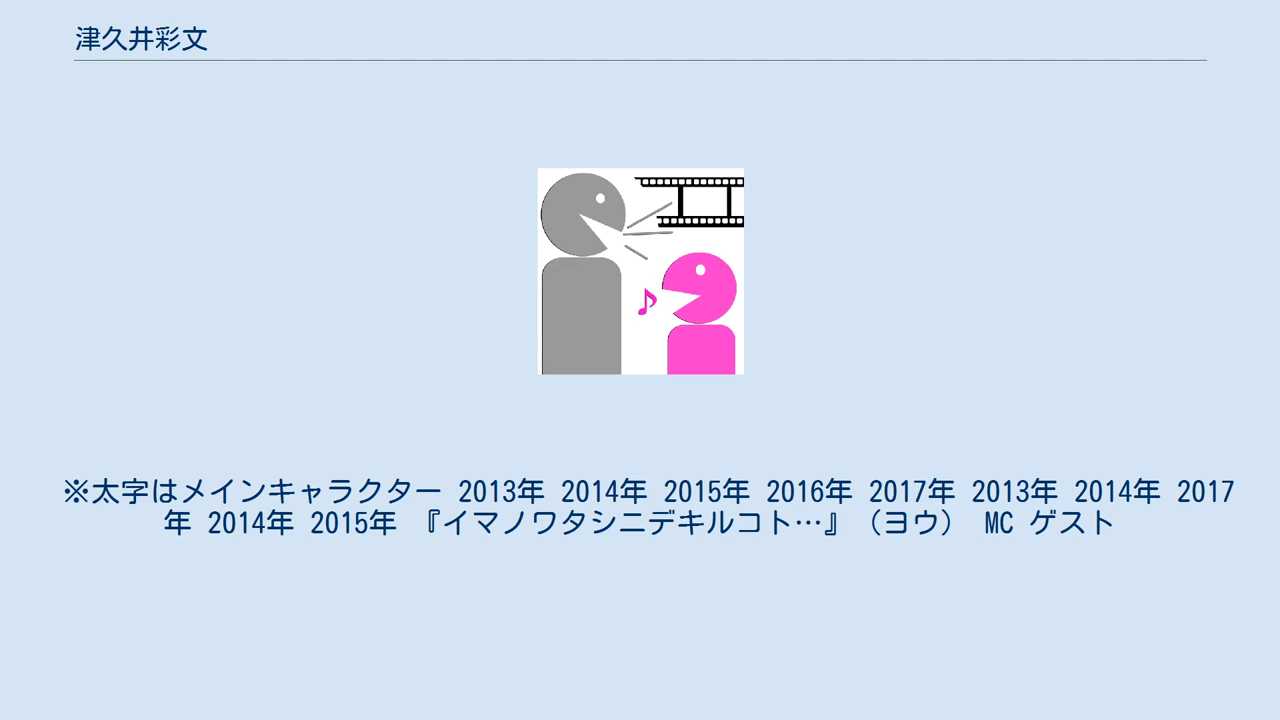 津久井彩文
※太字はメインキャラクター 2013年 2014年 2015年 2016年 2017年 2013年 2014年 2017
年 2014年 2015年 『イマノワタシニデキルコト…』（ヨウ） MC ゲスト